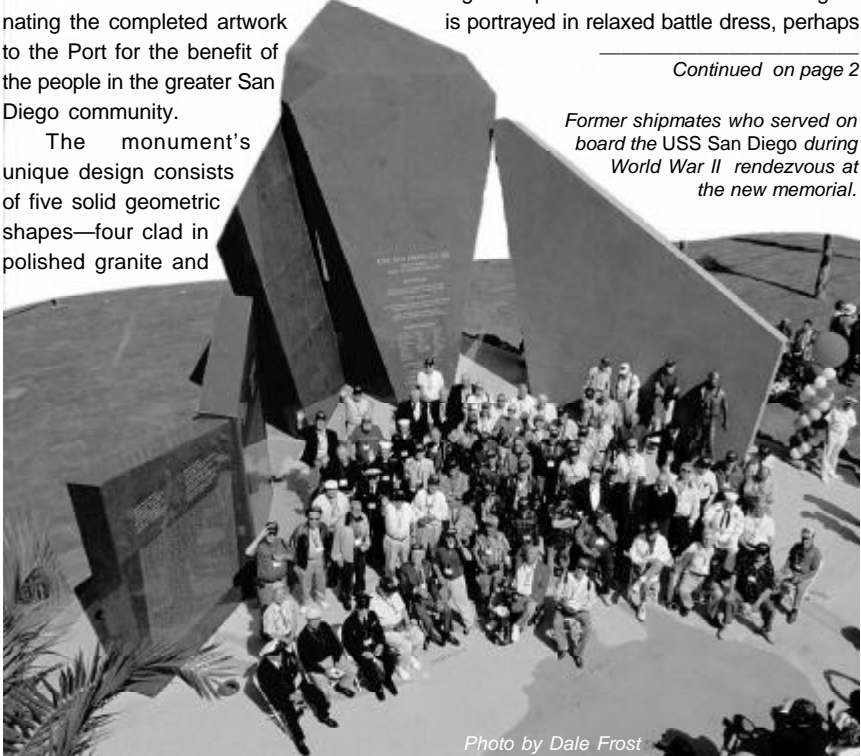 nating the completed artwork
to the Port for the benefit of
the people in the greater San
Diego community.
The monument's
unique design consists
of five solid geometric
shapes—four clad in
polished granite and
is portrayed in relaxed battle dress, perhaps
Continued on page 2
Former shipmates who served on
board the USS San Diego during
World War II rendezvous at
the new memorial.
USS SAN DIEGO
Photo by Dale Frost